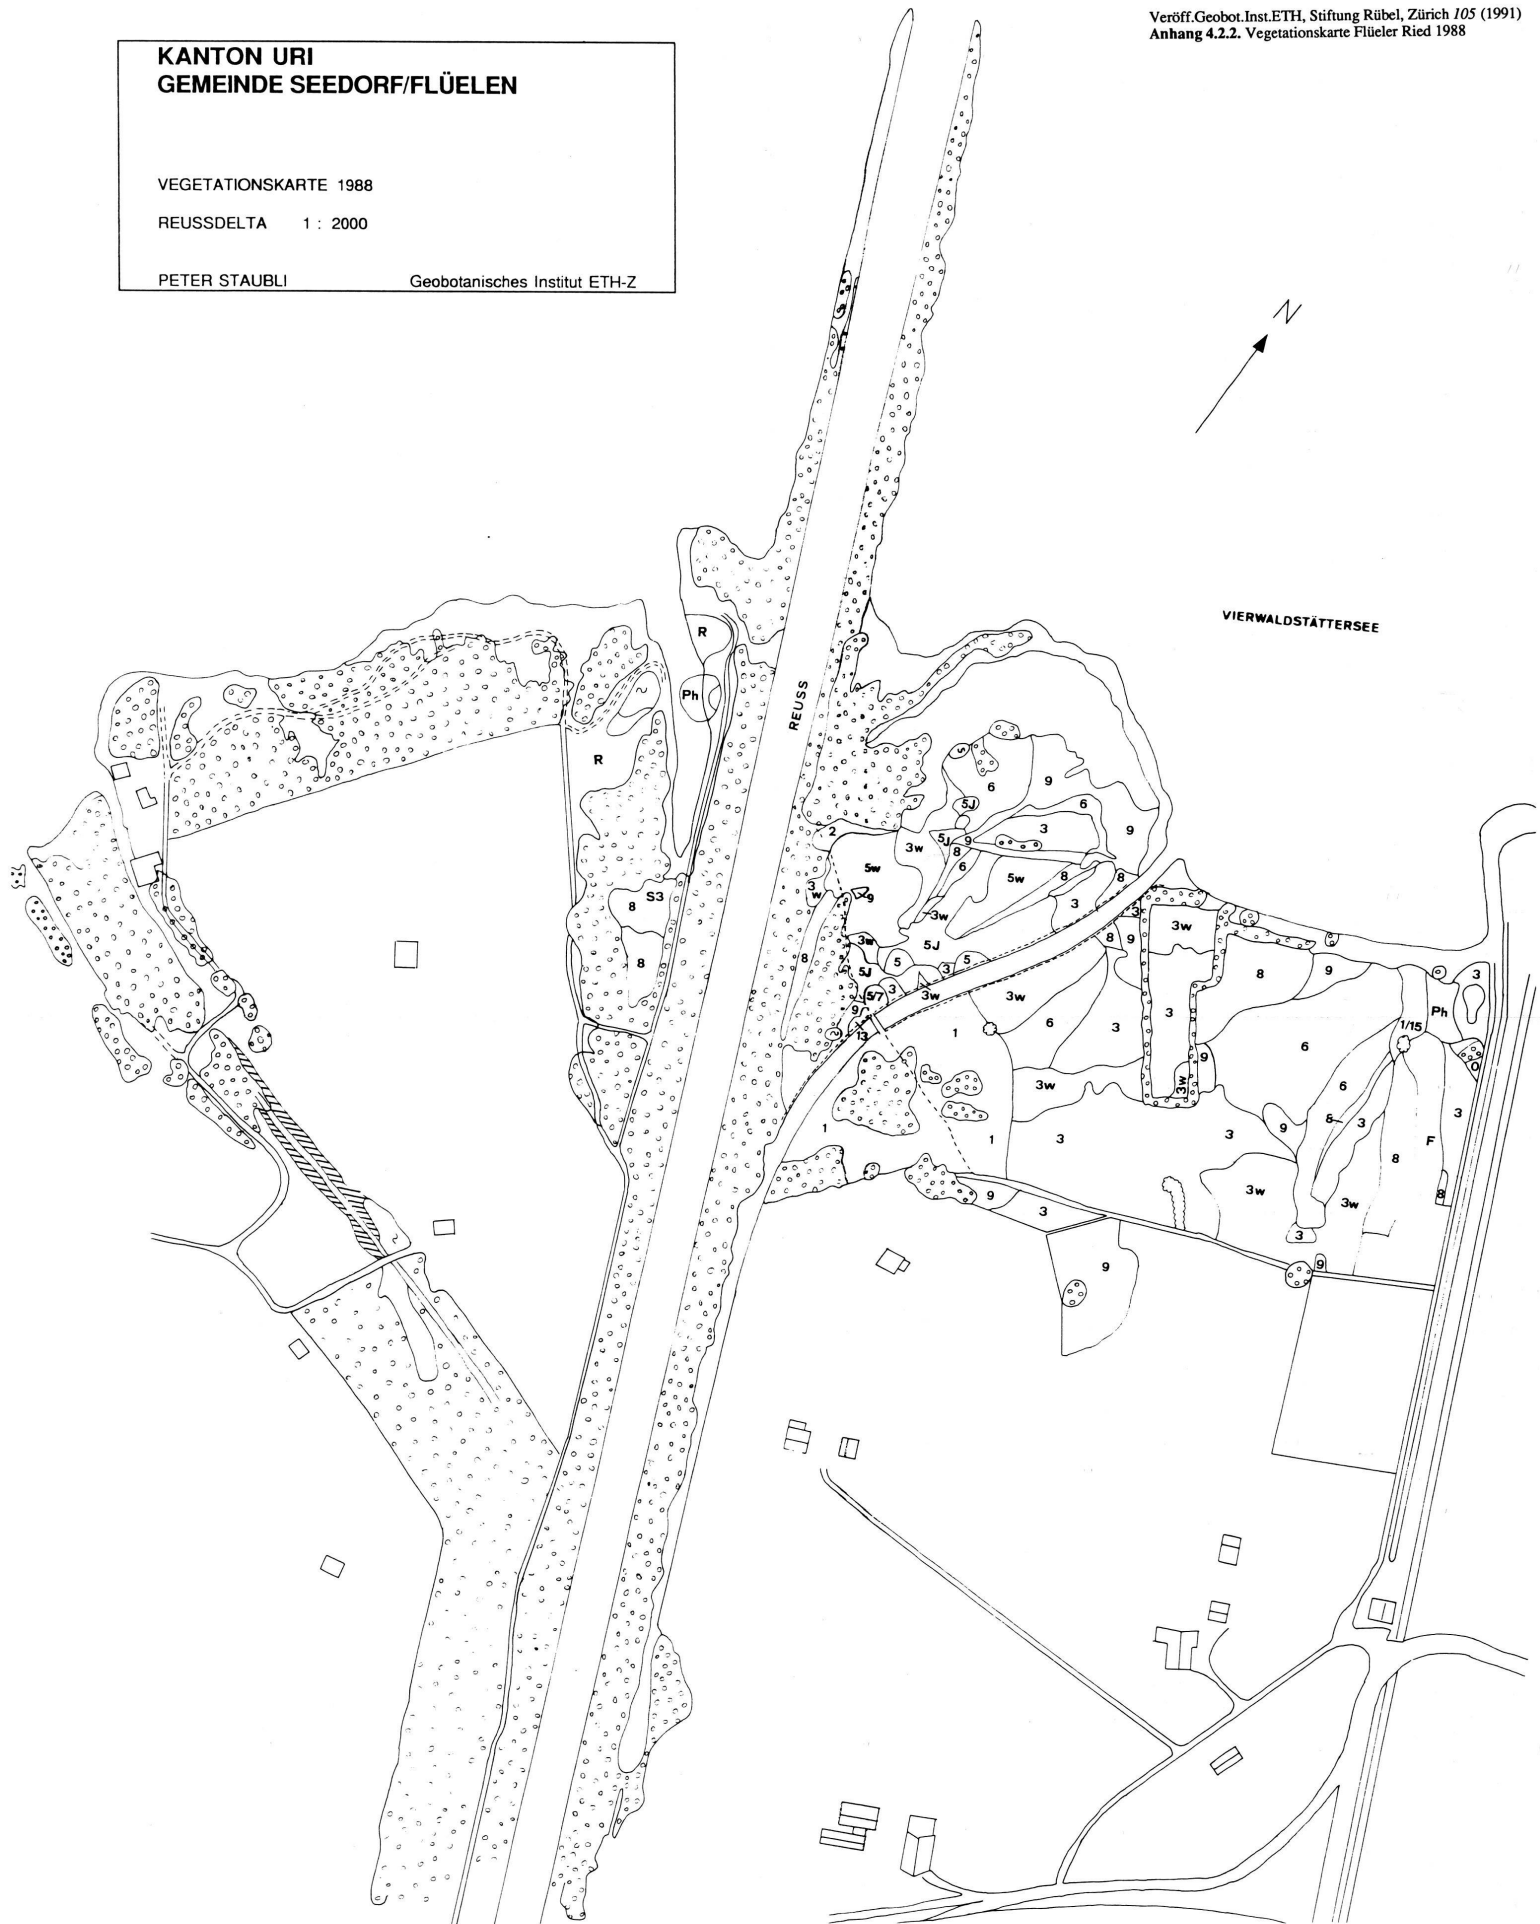 Veröff.Geobot.Inst.ETH, Stiftung Rübel, Zürich 105 (1991)
Anhang 4.2.2. Vegetationskarte Flüeler Ried 1988
KANTON URI
GEMEINDE SEEDORF/FLÜELEN
VEGETATIONSKARTE 1988
REUSSDELTA 1 : 2000
PETER STAUBLI Geobotanisches Institut ETH-Z
N
VIERWALDSTÄTTERSEE
REUSS
R
Ph
R
S3
8
8
2
3w
5w
3
w
9
8
5
6
9
5J
6
5J
9
3
9
8
6
5w
8
8
3w
3
5J
3w
5
3
5
5J
3
5/7
3w
9
13
3
8
9
3w
3w
6
3
3
8
9
3
Ph
1/15
1
6
9
3w
6
3w
3
8
3
9
3
F
1
1
3
3
8
3w
3w
8
9
3
3
9
9